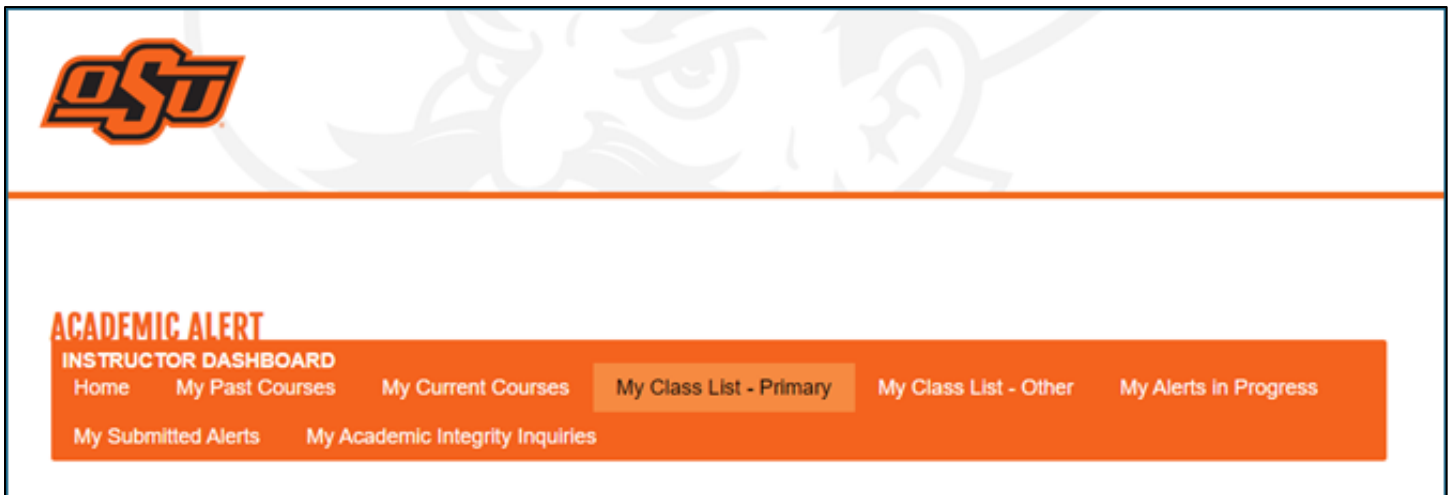 OSU
ACADEMIC ALERT
INSTRUCTOR DASHBOARD
Home My Past Courses My Current Courses My Class List - Primary My Class List - Other My Alerts in Progress
My Submitted Alerts My Academic Integrity Inquiries